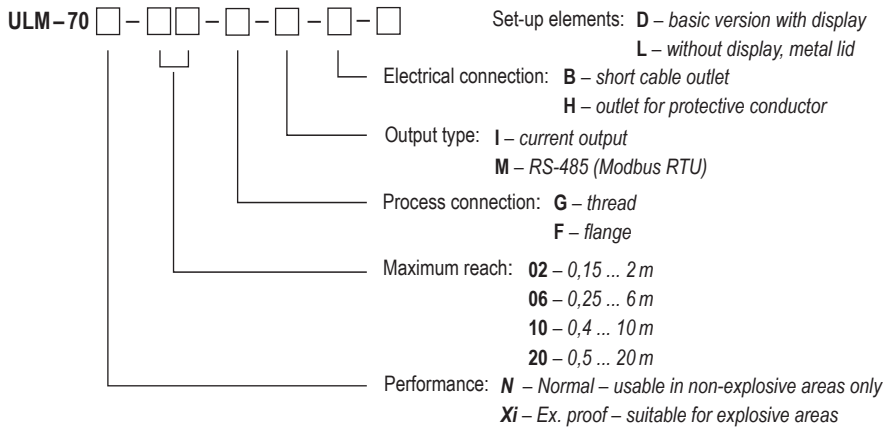 ULM–70 □ – □□ – □ – □ – □ – □ Set-up elements: D – basic version with display
L – without display, metal lid
Electrical connection: B – short cable outlet
H – outlet for protective conductor
Output type: I – current output
M – RS-485 (Modbus RTU)
Process connection: G – thread
F – flange
Maximum reach: 02 – 0,15 ... 2 m
06 – 0,25 ... 6 m
10 – 0,4 ... 10 m
20 – 0,5 ... 20 m
Performance: N – Normal – usable in non-explosive areas only
Xi – Ex. proof – suitable for explosive areas